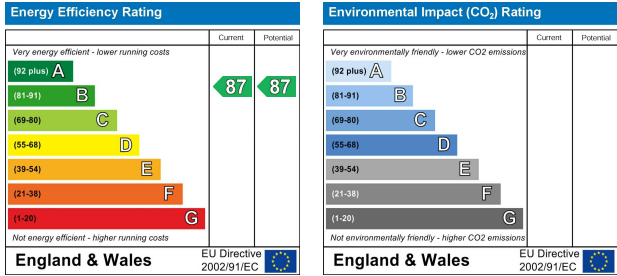 Energy Efficiency Rating
Current Potential
Very energy efficient - lower running costs
(92 plus) A
(81-91) B
(69-80) C
(55-68) D
(39-54) E
(21-38) F
(1-20) G
87 87
Not energy efficient - higher running costs
England & Wales
EU Directive
2002/91/EC
Environmental Impact (CO₂) Rating
Current Potential
Very environmentally friendly - lower CO2 emissions
(92 plus) A
(81-91) B
(69-80) C
(55-68) D
(39-54) E
(21-38) F
(1-20) G
Not environmentally friendly - higher CO2 emissions
England & Wales
EU Directive
2002/91/EC